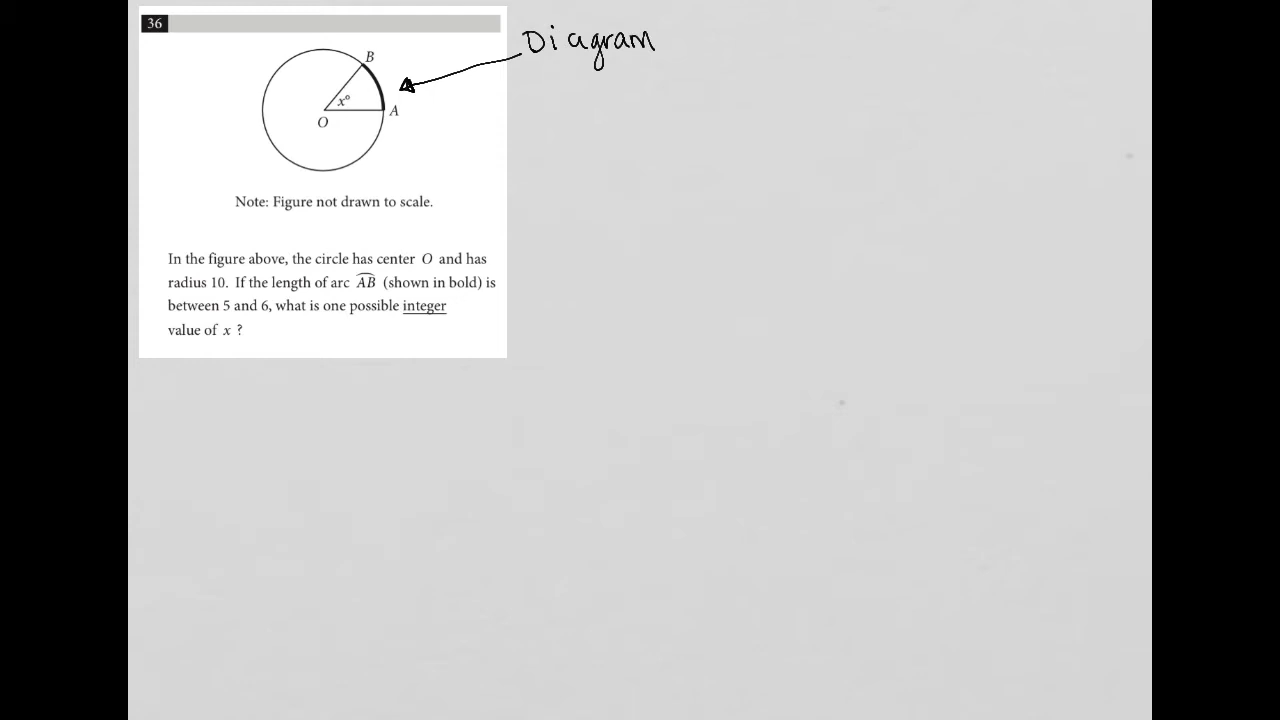 36
Diagram
B
x°
A
O
Note: Figure not drawn to scale.
In the figure above, the circle has center O and has
radius 10. If the length of arc AB (shown in bold) is
between 5 and 6, what is one possible integer
value of x ?